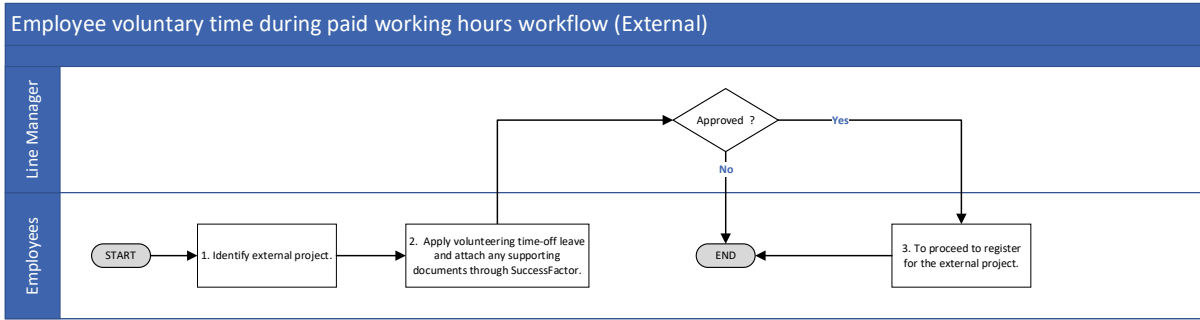 Employee voluntary time during paid working hours workflow (External)
Line Manager
Approved ?
Yes
No
Employees
START
1. Identify external project.
2. Apply volunteering time-off leave
and attach any supporting
documents through SuccessFactor.
END
3. To proceed to register
for the external project.